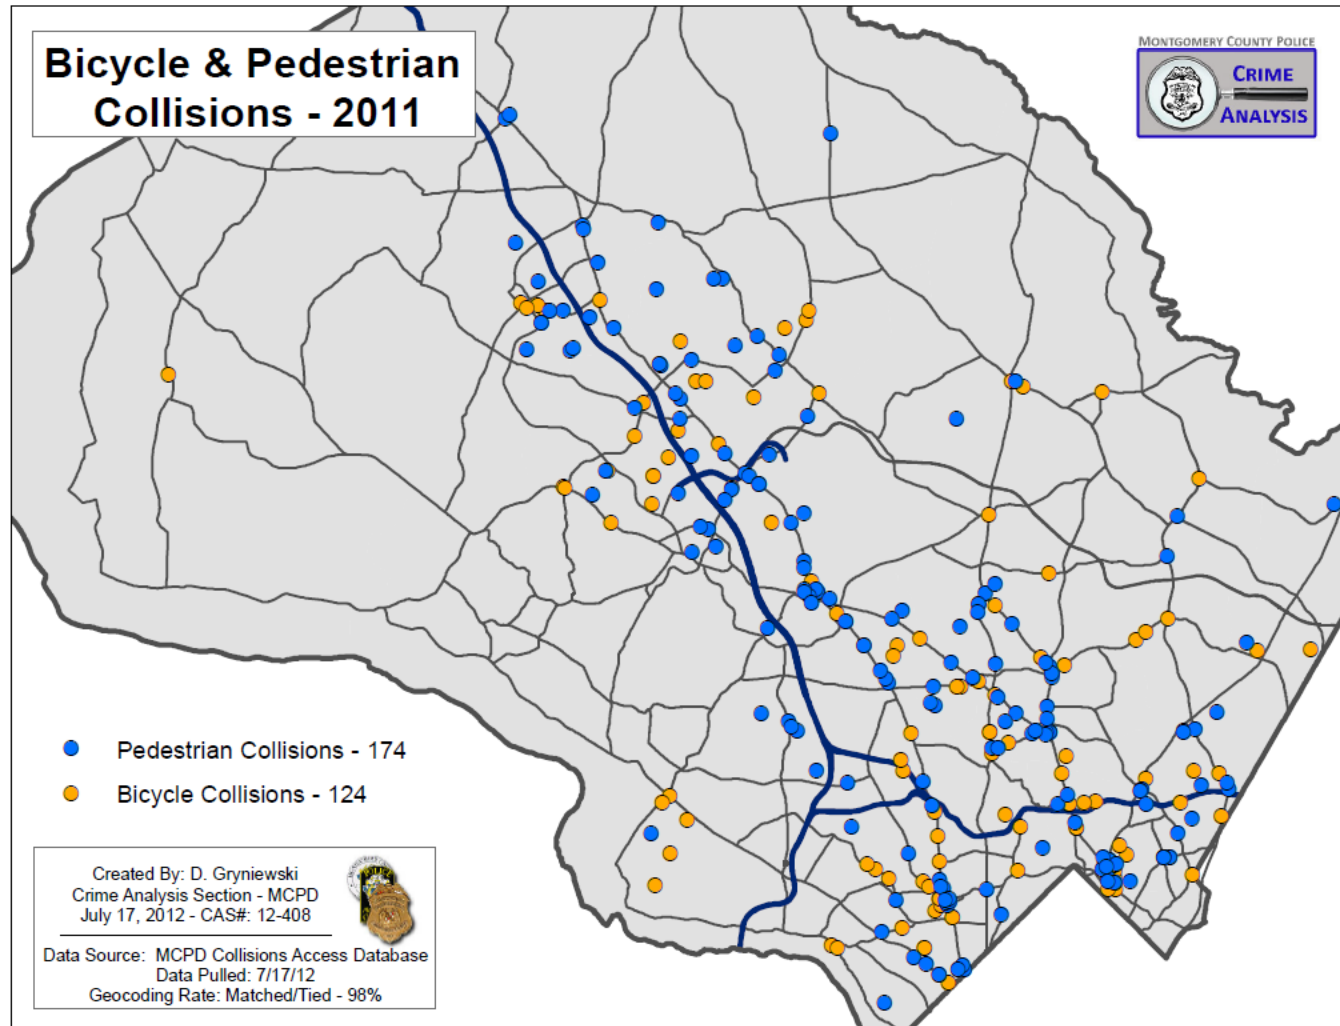 Bicycle & Pedestrian
Collisions - 2011
MONTGOMERY COUNTY POLICE
CRIME
ANALYSIS
Pedestrian Collisions - 174
Bicycle Collisions - 124
Created By: D. Gryniewski
Crime Analysis Section - MCPD
July 17, 2012 - CAS#: 12-408
Data Source: MCPD Collisions Access Database
Data Pulled: 7/17/12
Geocoding Rate: Matched/Tied - 98%